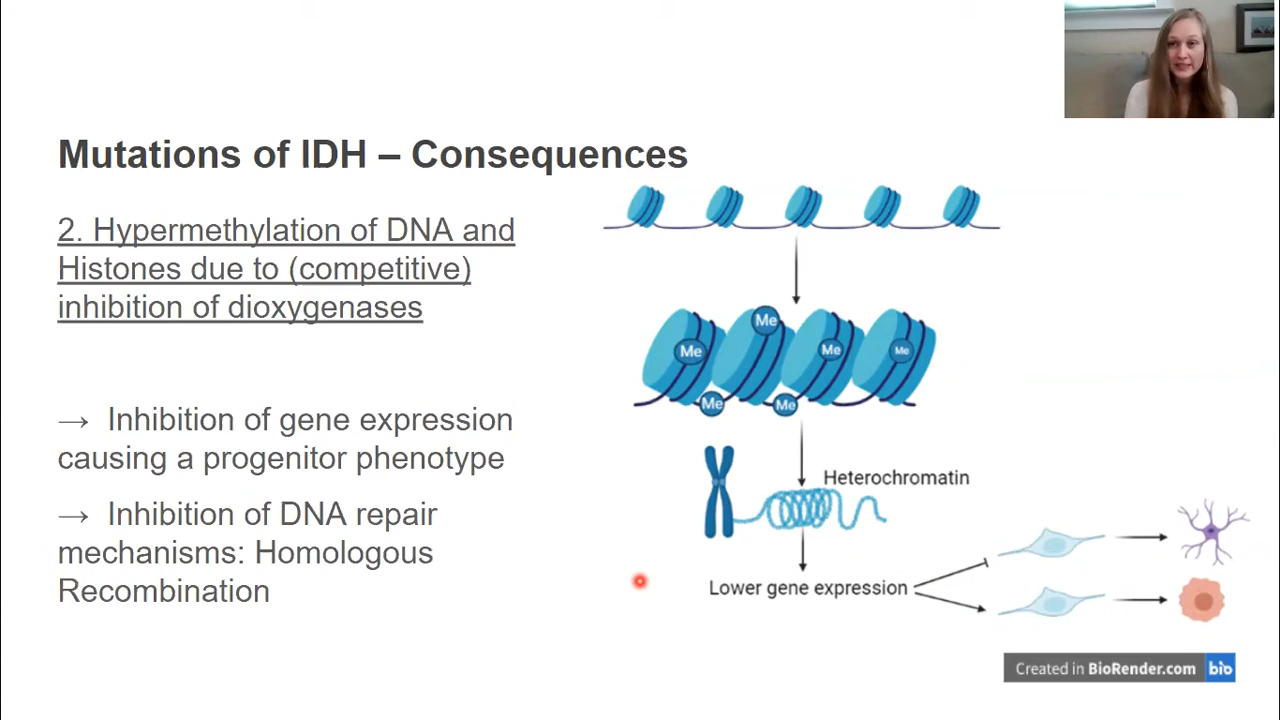 Mutations of IDH – Consequences
2. Hypermethylation of DNA and
Histones due to (competitive)
inhibition of dioxygenases
→ Inhibition of gene expression
causing a progenitor phenotype
→ Inhibition of DNA repair
mechanisms: Homologous
Recombination
Me
Me
Me
Me
Me
Me
Heterochromatin
Lower gene expression
Created in BioRender.com bio